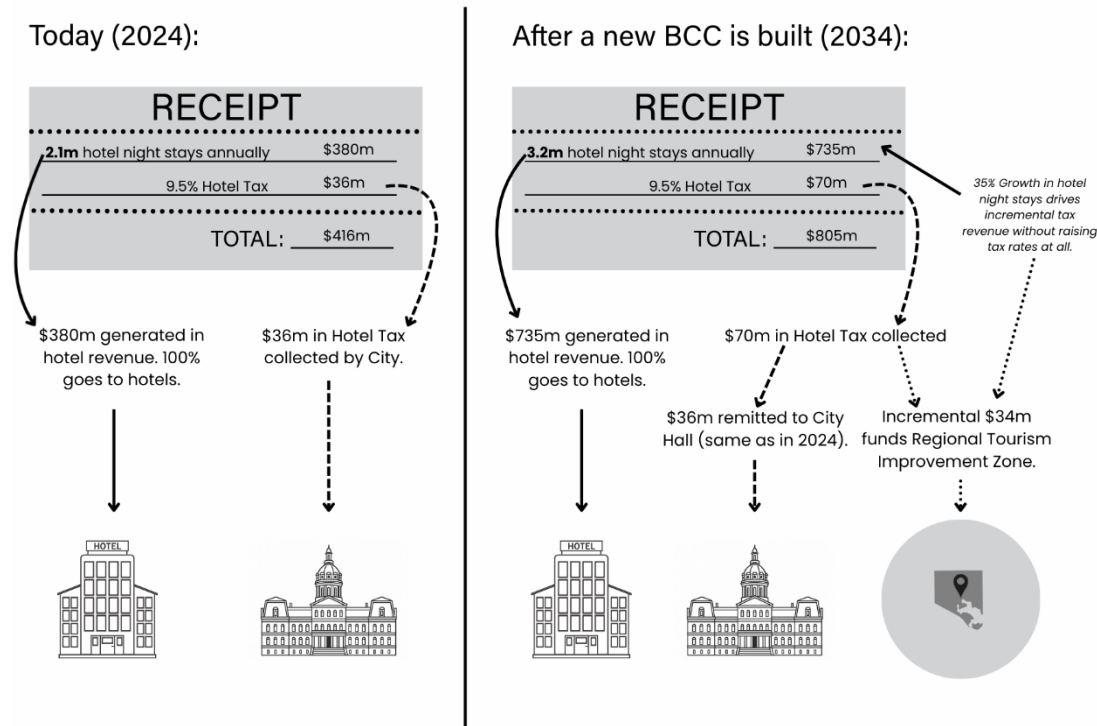 Today (2024):
RECEIPT
2.1m hotel night stays annually $380m
9.5% Hotel Tax $36m
TOTAL: $416m
$380m generated in
hotel revenue. 100%
goes to hotels.
$36m in Hotel Tax
collected by City.
HOTEL
After a new BCC is built (2034):
RECEIPT
3.2m hotel night stays annually $735m
9.5% Hotel Tax $70m
TOTAL: $805m
35% Growth in hotel
night stays drives
incremental tax
revenue without raising
tax rates at all.
$735m generated in
hotel revenue. 100%
goes to hotels.
$70m in Hotel Tax collected
$36m remitted to City
Hall (same as in 2024).
Incremental $34m
funds Regional Tourism
Improvement Zone.
HOTEL